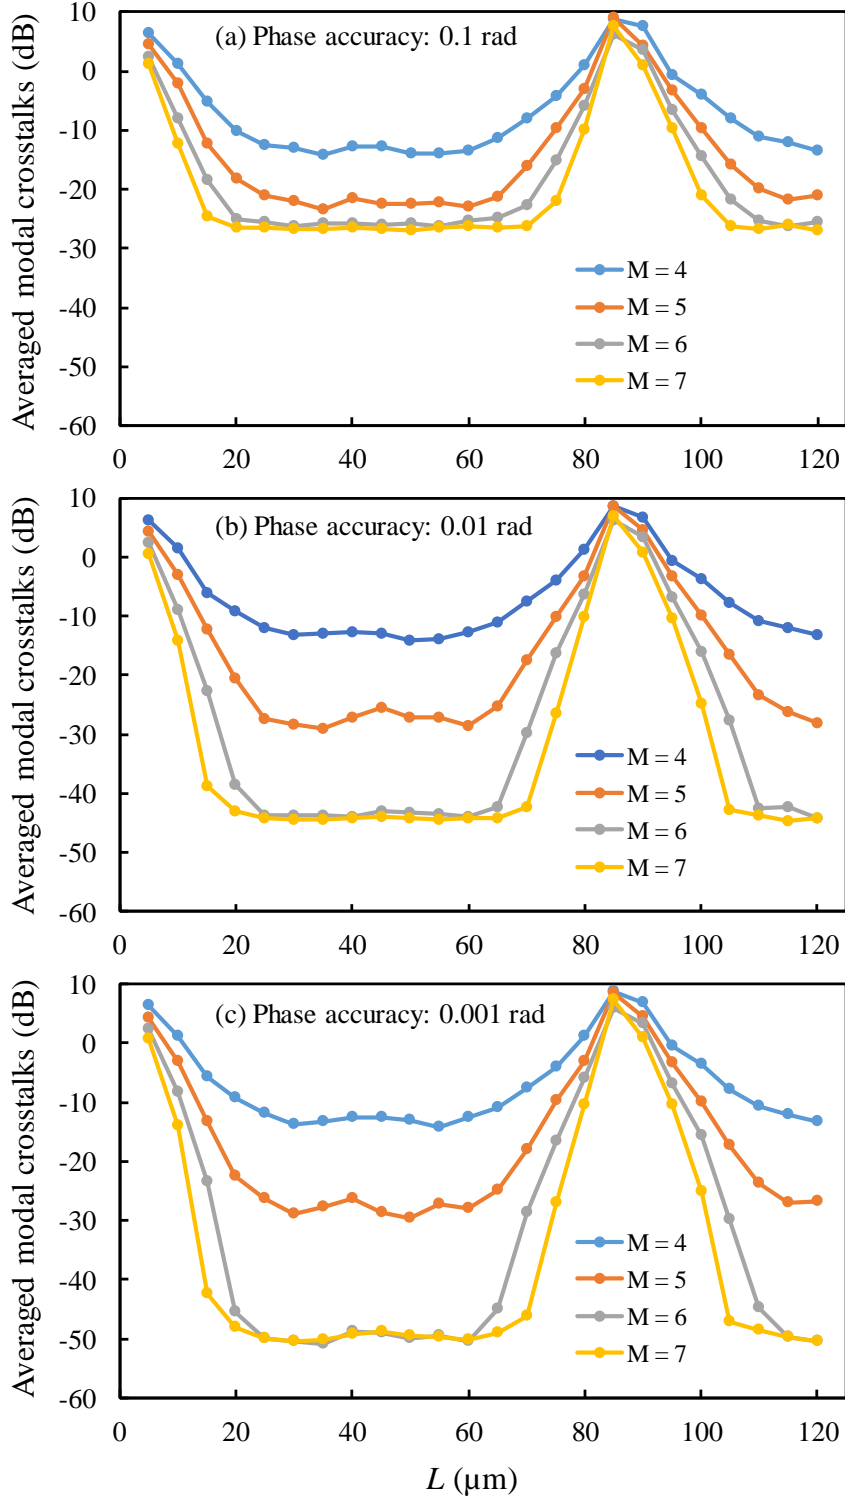 Averaged modal crosstalks (dB)
(a) Phase accuracy: 0.1 rad
10
0
-10
-20
-30
-40
-50
-60
M = 4
M = 5
M = 6
M = 7
0 20 40 60 80 100 120
Averaged modal crosstalks (dB)
(b) Phase accuracy: 0.01 rad
10
0
-10
-20
-30
-40
-50
-60
M = 4
M = 5
M = 6
M = 7
0 20 40 60 80 100 120
Averaged modal crosstalks (dB)
(c) Phase accuracy: 0.001 rad
10
0
-10
-20
-30
-40
-50
-60
M = 4
M = 5
M = 6
M = 7
0 20 40 60 80 100 120
L (µm)